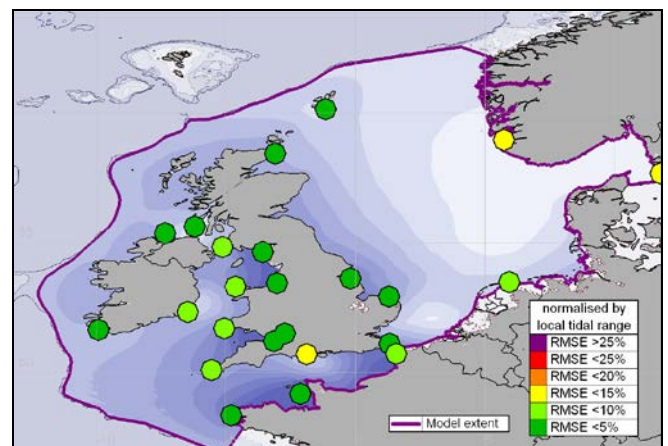 normalised by
local tidal range
RMSE >25%
RMSE <25%
RMSE <20%
RMSE <15%
RMSE <10%
RMSE <5%
Model extent